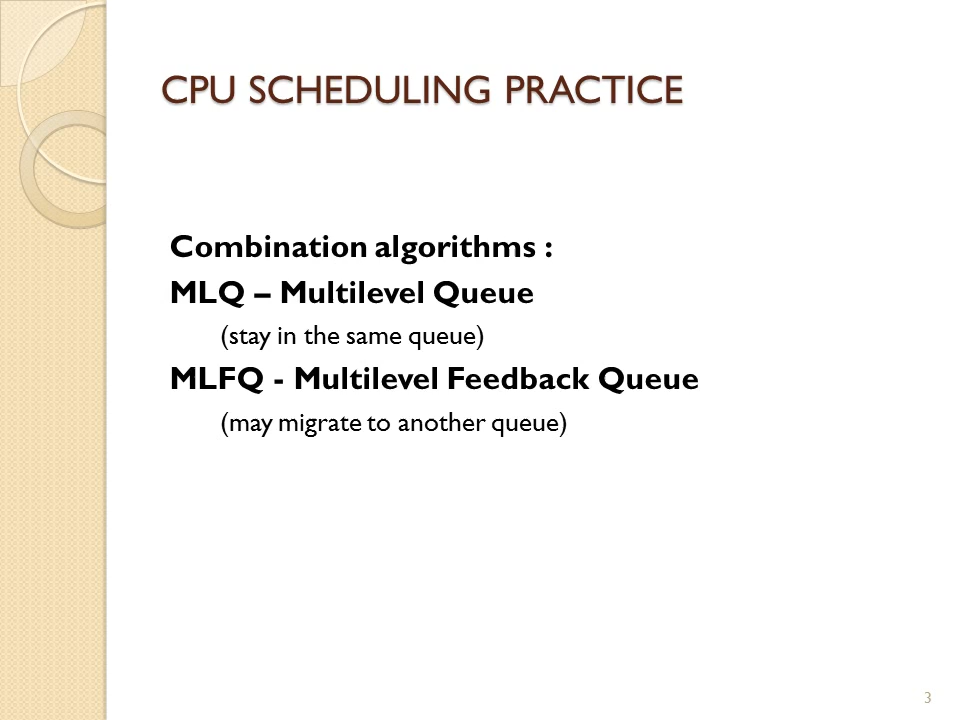 CPU SCHEDULING PRACTICE
Combination algorithms :
MLQ – Multilevel Queue
(stay in the same queue)
MLFQ - Multilevel Feedback Queue
(may migrate to another queue)
3